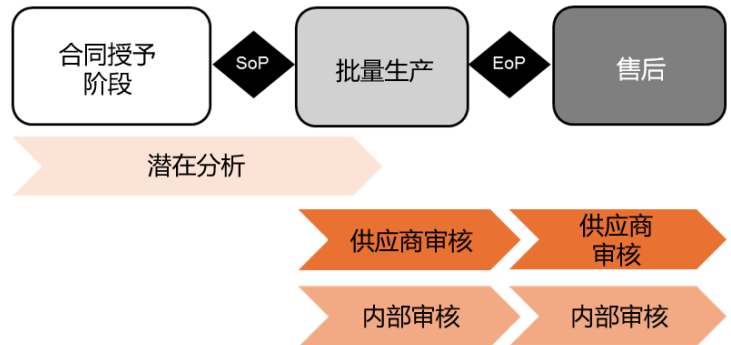 合同授予
阶段
SoP
批量生产
EoP
售后
潜在分析
供应商审核
供应商
审核
内部审核
内部审核